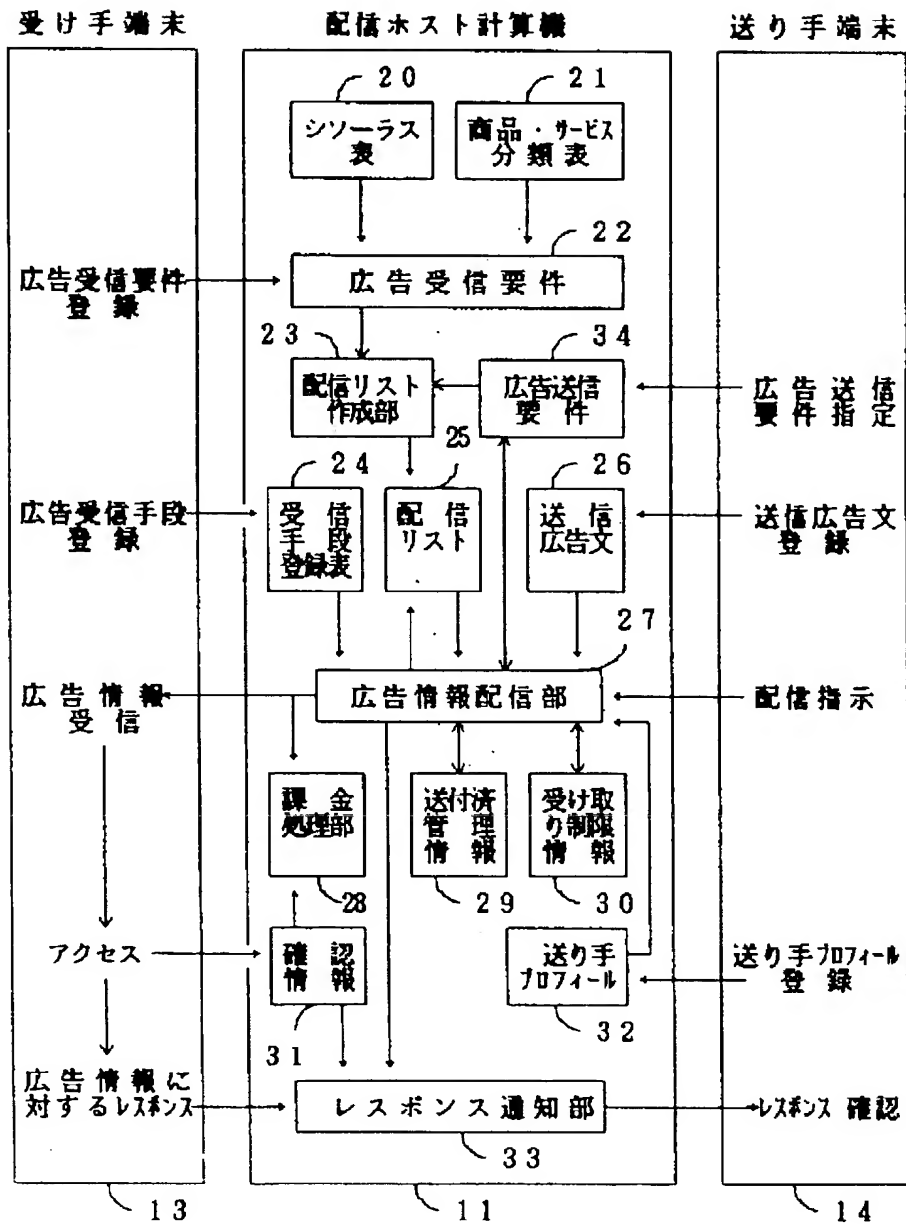 受け手端末
配信ホスト計算機
送り手端末
20
21
シソーラス
表
商品・サービス
分類表
22
広告受信要件
登録
広告受信要件
23
34
配信リスト
作成部
広告送信
要件
広告送信
要件指定
24
25
26
広告受信手段
登録
受信
手段
登録表
配信
リスト
送信
広告文
送信広告文
登録
27
広告情報
受信
広告情報配信部
配信指示
課金
処理部
送付済
管理
情報
受け取
り制限
情報
28
29
30
アクセス
確認
情報
送り手
プロフィール
送り手プロフィール
登録
31
32
広告情報に
対するレスポンス
レスポンス通知部
レスポンス確認
33
13
11
14